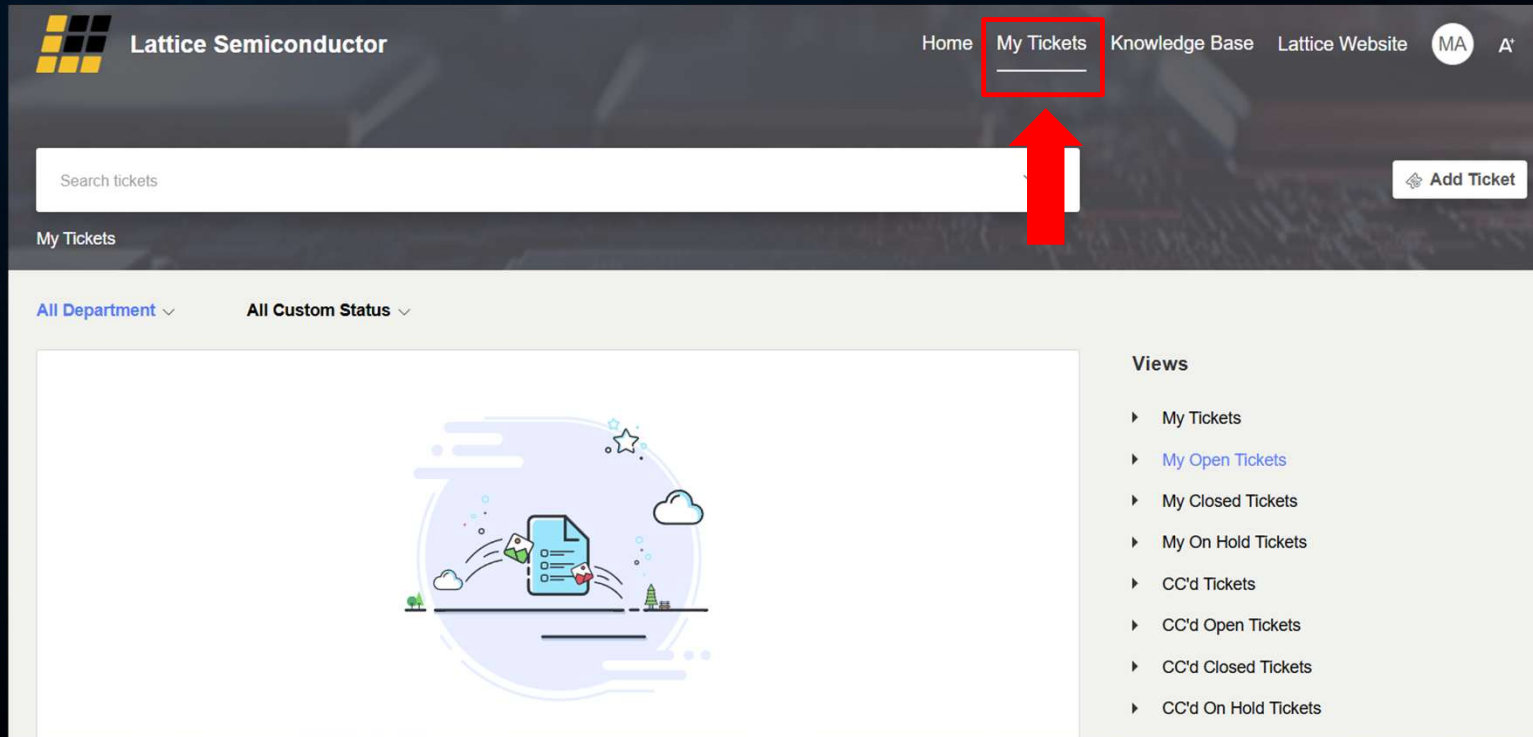 Lattice Semiconductor
Home My Tickets Knowledge Base Lattice Website MA A+
Search tickets
Add Ticket
My Tickets
All Department
All Custom Status
Views
My Tickets
My Open Tickets
My Closed Tickets
My On Hold Tickets
CC'd Tickets
CC'd Open Tickets
CC'd Closed Tickets
CC'd On Hold Tickets